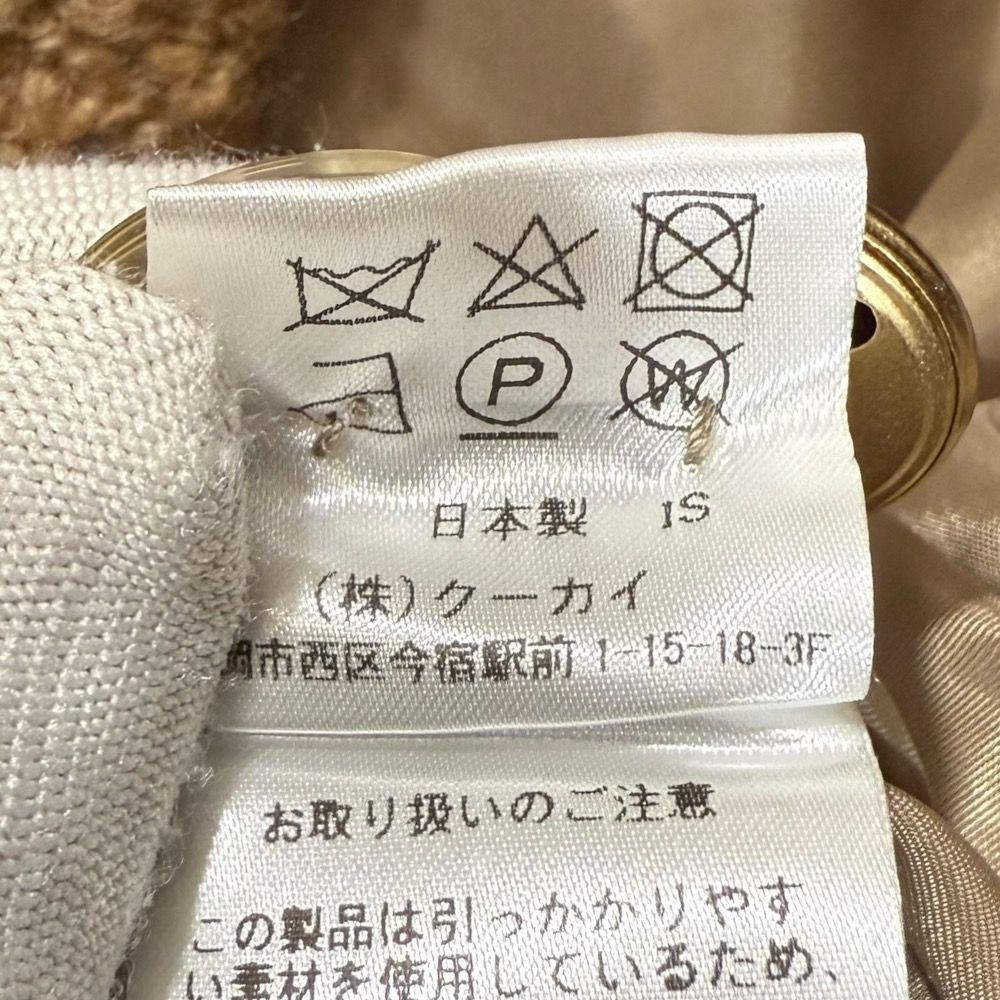 P W
日本製 IS
(株)クーカイ
岡市西区今宿駅前 1-15-18-3F
お取り扱いのご注意
この製品は引っかかりやす
い素材を使用しているため、